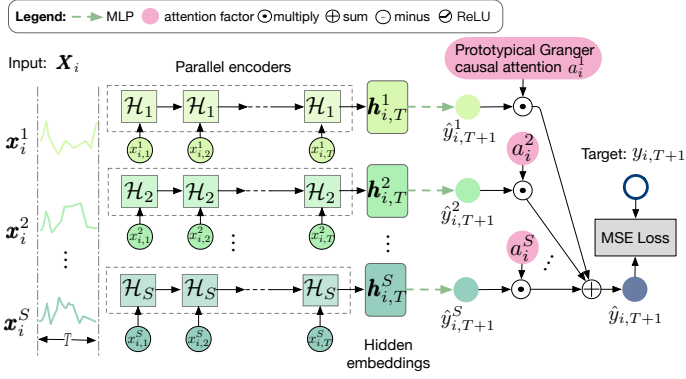 Legend: MLP attention factor multiply sum minus ReLU
Input: X_i
Parallel encoders
Prototypical Granger
causal attention a_i^1
x_i^1
H_1 H_1 H_1
h_{i,T}^1
x_{i,1}^1 x_{i,2}^1 x_{i,T}^1
ŷ_{i,T+1}^1
a_i^2
Target: y_{i,T+1}
x_i^2
H_2 H_2 H_2
h_{i,T}^2
x_{i,1}^2 x_{i,2}^2 x_{i,T}^2
ŷ_{i,T+1}^2
MSE Loss
⋮ ⋮ ⋮ ⋮
a_i^S
x_i^S
H_S H_S H_S
h_{i,T}^S
T
x_{i,1}^S x_{i,2}^S x_{i,T}^S
ŷ_{i,T+1}^S
ŷ_{i,T+1}
Hidden
embeddings